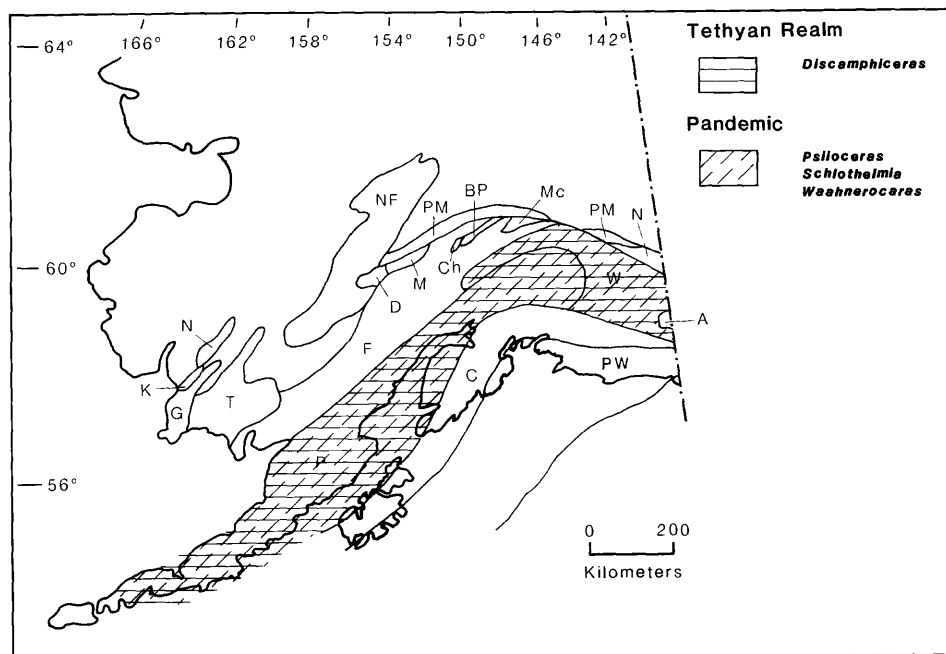 166° 162° 158° 154° 150° 146° 142°
64°
60°
56°
Tethyan Realm
Discamphiceras
Pandemic
Psiloceras
Schlotheimia
Waahnerocaras
NF
PM
BP
Mc
PM
N
Ch
M
D
W
A
N
F
K
G
T
C
PW
P
0 200
Kilometers